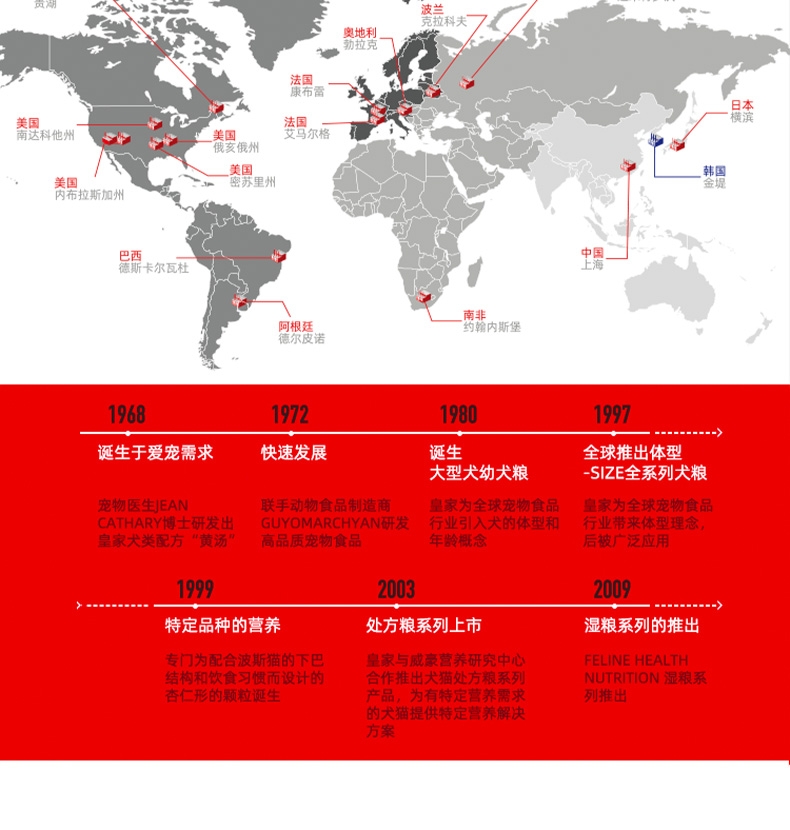 贡湖
波兰
克拉科夫
奥地利
勃拉克
法国
康布雷
日本
横滨
美国
南达科他州
法国
艾马尔格
美国
俄亥俄州
美国
密苏里州
韩国
金堤
美国
内布拉斯加州
巴西
德斯卡尔瓦杜
中国
上海
南非
约翰内斯堡
阿根廷
德尔皮诺
1968
1972
1980
1997
诞生于爱宠需求
快速发展
诞生
大型犬幼犬粮
全球推出体型
-SIZE全系列犬粮
宠物医生JEAN
CATHARY博士研发出
皇家犬类配方“黄汤”
联手动物食品制造商
GUYOMARCHYAN研发
高品质宠物食品
皇家为全球宠物食品
行业引入犬的体型和
年龄概念
皇家为全球宠物食品
行业带来体型理念，
后被广泛应用
1999
2003
2009
特定品种的营养
处方粮系列上市
湿粮系列的推出
专门为配合波斯猫的下巴
结构和饮食习惯而设计的
杏仁形的颗粒诞生
皇家与威豪营养研究中心
合作推出犬猫处方粮系列
产品，为有特定营养需求
的犬猫提供特定营养解决
方案
FELINE HEALTH
NUTRITION 湿粮系
列推出